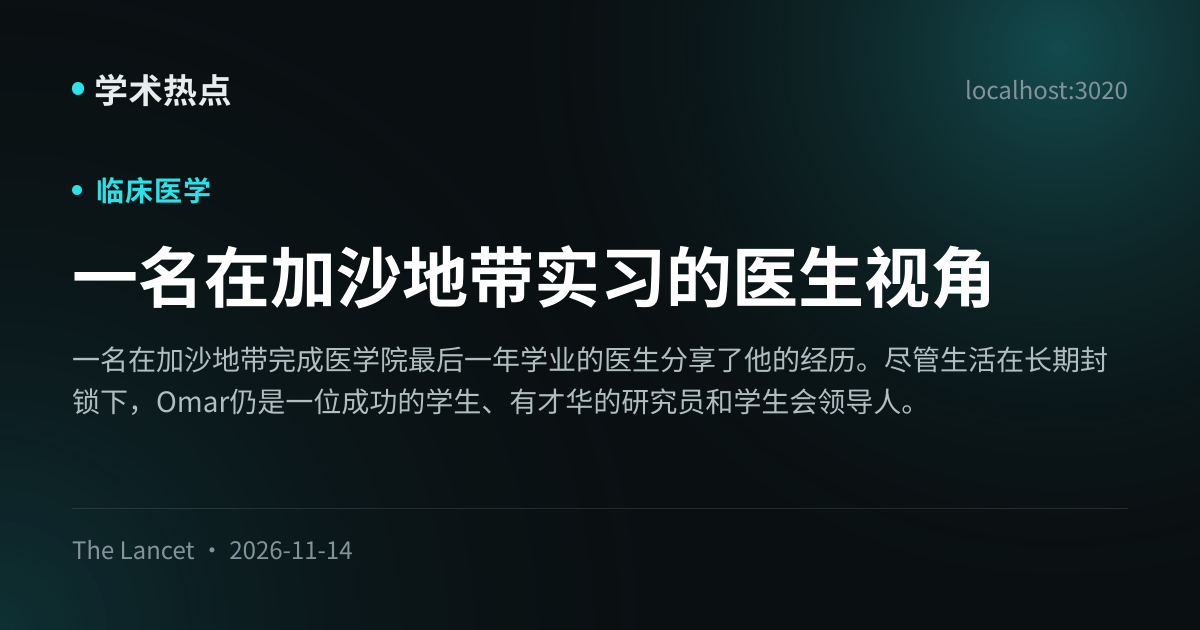 学术热点
localhost:3020
临床医学
一名在加沙地带实习的医生视角
一名在加沙地带完成医学院最后一年学业的医生分享了他的经历。尽管生活在长期封
锁下，Omar仍是一位成功的学生、有才华的研究员和学生会领导人。
The Lancet · 2026-11-14